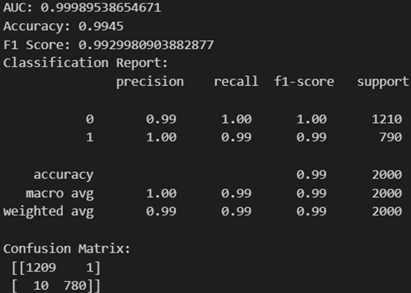 AUC: 0.99989538654671
Accuracy: 0.9945
F1 Score: 0.9929980903882877
Classification Report:
precision recall f1-score support
0 0.99 1.00 1.00 1210
1 1.00 0.99 0.99 790
accuracy 0.99 2000
macro avg 1.00 0.99 0.99 2000
weighted avg 0.99 0.99 0.99 2000
Confusion Matrix:
[[1209 1]
[ 10 780]]